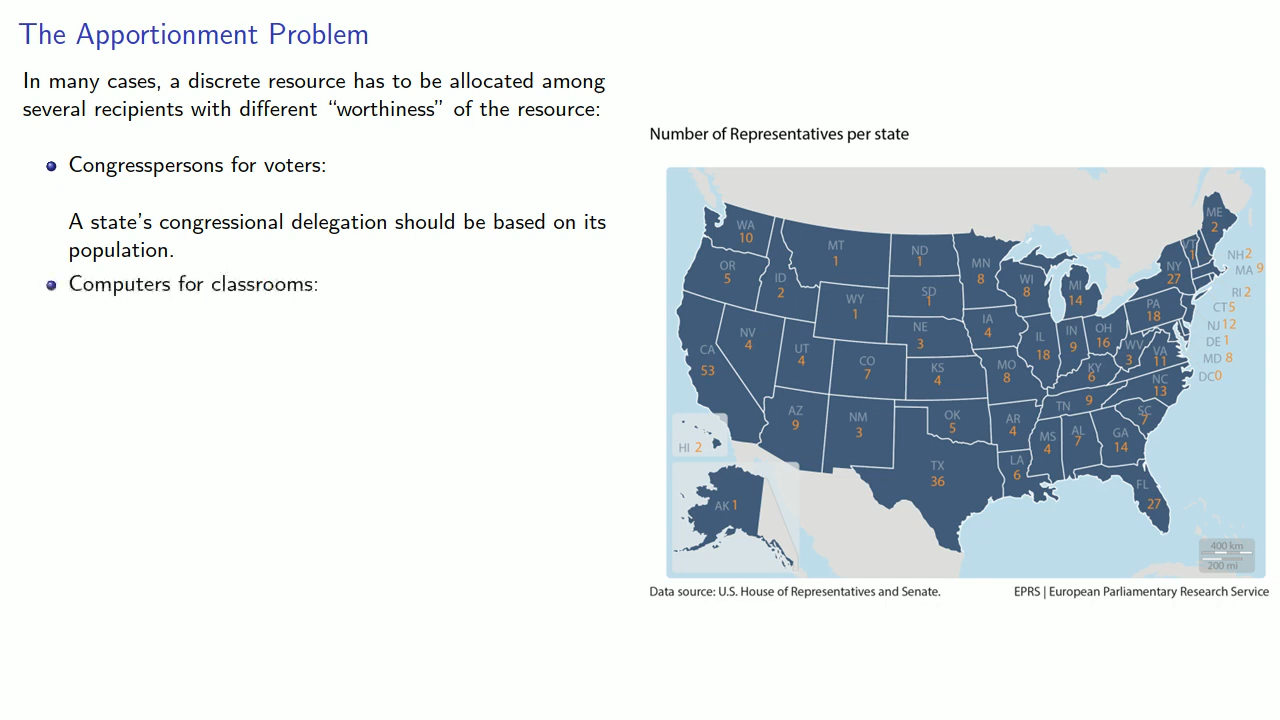 The Apportionment Problem
In many cases, a discrete resource has to be allocated among
several recipients with different “worthiness” of the resource:
Congresspersons for voters:
A state’s congressional delegation should be based on its
population.
Computers for classrooms:
Number of Representatives per state
WA
10
OR
5
CA
53
NV
4
ID
2
MT
1
WY
1
UT
4
AZ
9
CO
7
NM
3
ND
1
SD
1
NE
3
KS
4
OK
5
TX
36
MN
8
IA
4
MO
8
AR
4
LA
6
WI
8
IL
18
MI
14
IN
9
OH
16
KY
6
TN 9
MS
4
AL
7
GA
14
FL
27
SC
7
NC
13
VA
11
WV
3
PA
18
NY
27
VT
1
ME
2
NH 2
MA 9
RI 2
CT 5
NJ 12
DE 1
MD 8
DC 0
HI 2
AK 1
400 km
200 mi
Data source: U.S. House of Representatives and Senate.
EPRS | European Parliamentary Research Service